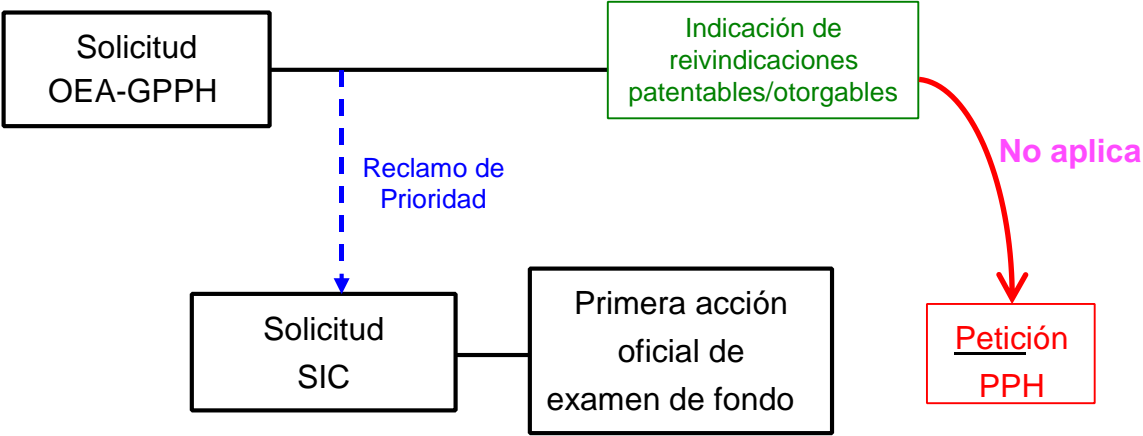 Solicitud
OEA-GPPH
Indicación de
reivindicaciones
patentables/otorgables
No aplica
Reclamo de
Prioridad
Solicitud
SIC
Primera acción
oficial de
examen de fondo
Petición
PPH